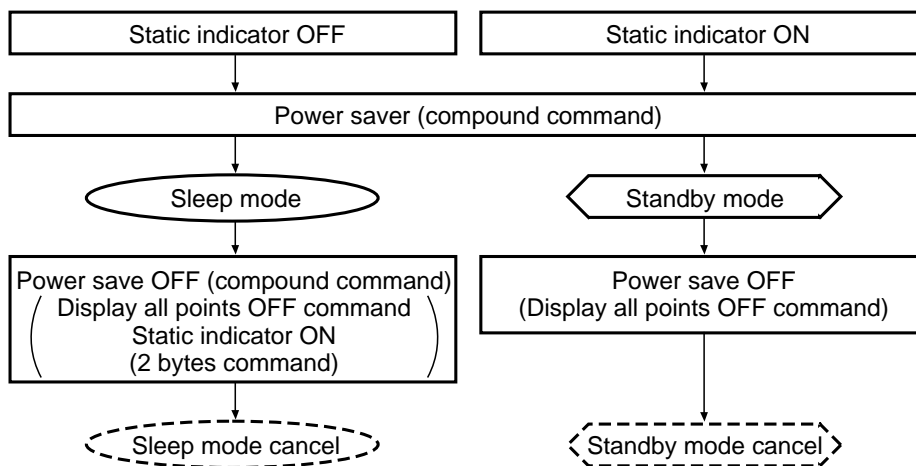 Static indicator OFF
Static indicator ON
Power saver (compound command)
Sleep mode
Standby mode
Power save OFF (compound command)
Display all points OFF command
Static indicator ON
(2 bytes command)
Power save OFF
(Display all points OFF command)
Sleep mode cancel
Standby mode cancel